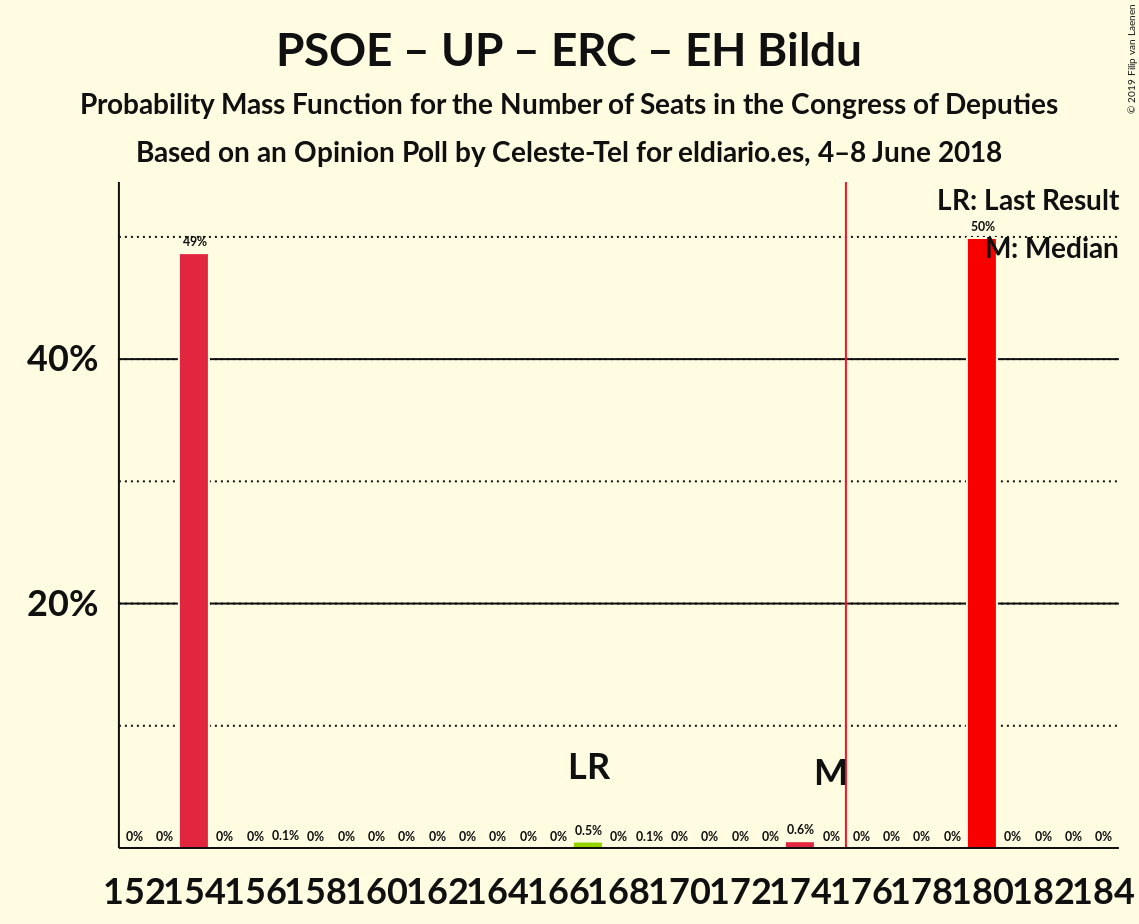 PSOE – UP – ERC – EH Bildu
Probability Mass Function for the Number of Seats in the Congress of Deputies
Based on an Opinion Poll by Celeste-Tel for eldiario.es, 4–8 June 2018
© 2019 Filip van Laenen
LR: Last Result
M: Median
49% 50%
40%
20%
LR M
0% 0% 0% 0% 0.1% 0% 0% 0% 0% 0% 0% 0% 0% 0.5% 0% 0.1% 0% 0% 0% 0% 0.6% 0% 0% 0% 0% 0% 0% 0% 0% 0%
152 154 156 158 160 162 164 166 168 170 172 174 176 178 180 182 184